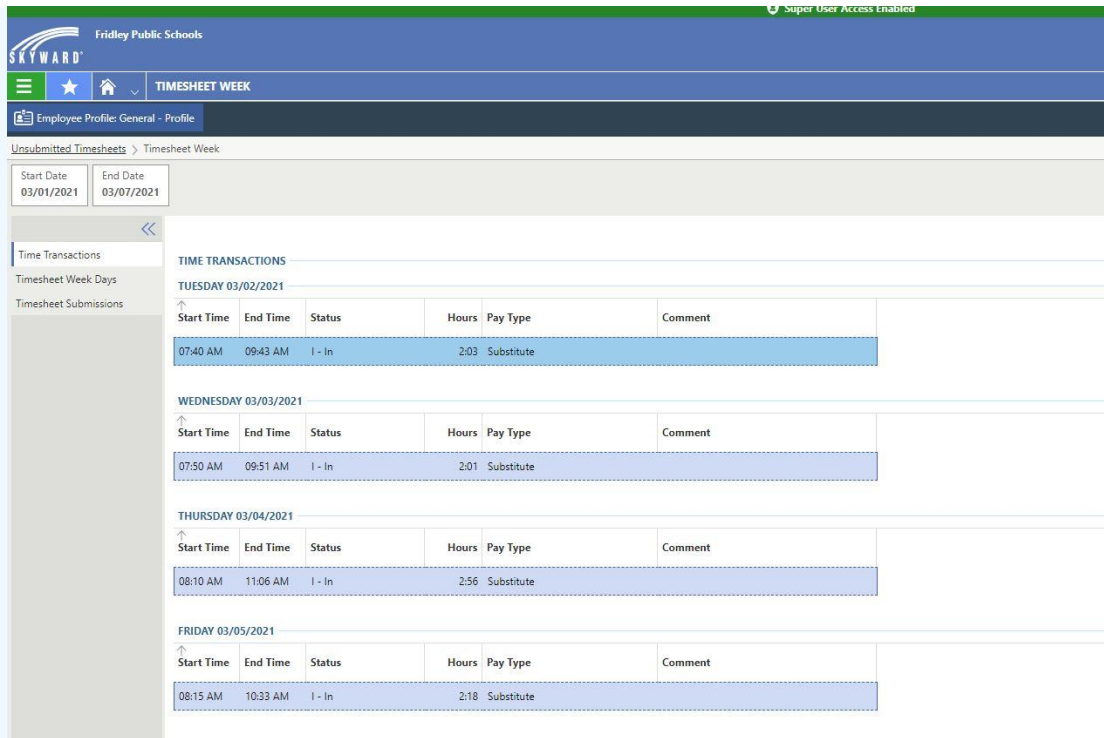 Super User Access Enabled
Fridley Public Schools
SKYWARD®
TIMESHEET WEEK
Employee Profile: General - Profile
Unsubmitted Timesheets > Timesheet Week
Start Date End Date
03/01/2021 03/07/2021
Time Transactions
Timesheet Week Days
Timesheet Submissions
TIME TRANSACTIONS
TUESDAY 03/02/2021
Start Time End Time Status Hours Pay Type Comment
07:40 AM 09:43 AM I - In 2:03 Substitute
WEDNESDAY 03/03/2021
Start Time End Time Status Hours Pay Type Comment
07:50 AM 09:51 AM I - In 2:01 Substitute
THURSDAY 03/04/2021
Start Time End Time Status Hours Pay Type Comment
08:10 AM 11:06 AM I - In 2:56 Substitute
FRIDAY 03/05/2021
Start Time End Time Status Hours Pay Type Comment
08:15 AM 10:33 AM I - In 2:18 Substitute